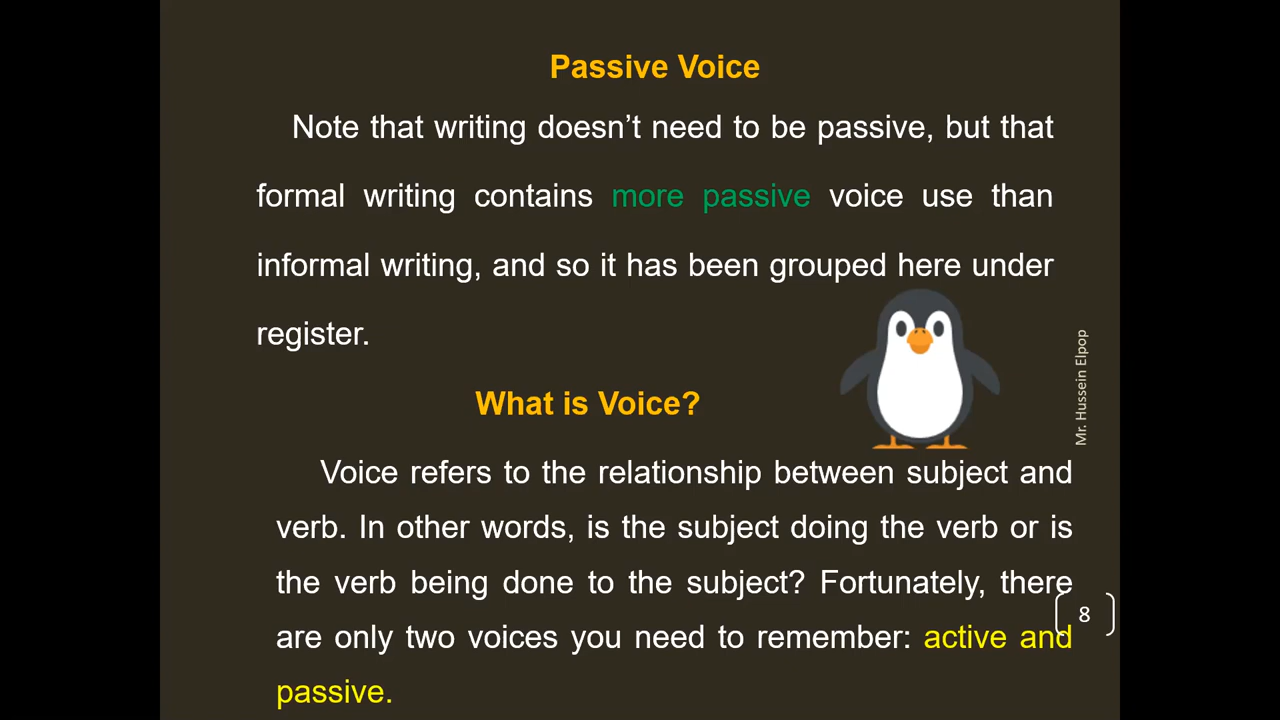 Passive Voice
Note that writing doesn’t need to be passive, but that
formal writing contains more passive voice use than
informal writing, and so it has been grouped here under
register.
What is Voice?
Mr. Hussein Elpop
Voice refers to the relationship between subject and
verb. In other words, is the subject doing the verb or is
the verb being done to the subject? Fortunately, there
are only two voices you need to remember: active and
passive.
8